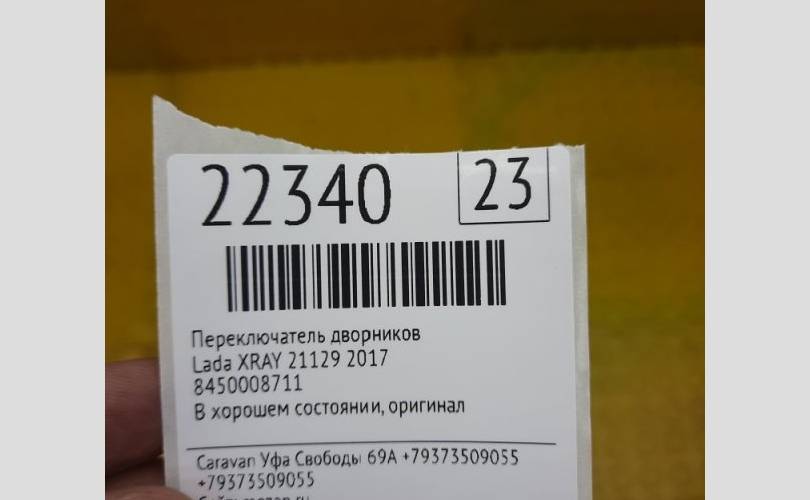 22340
23
Переключатель дворников
Lada XRAY 21129 2017
8450008711
В хорошем состоянии, оригинал
Caravan Уфа Свободы 69А +79373509055
+79373509055